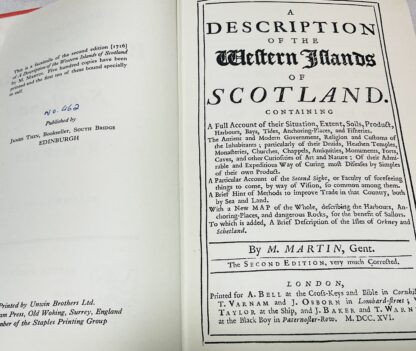 This is a facsimile of the second edition [1716]
of A Description of the Western Islands of Scotland
by M. Martin. Five hundred copies have been
printed and the first ten of them bound specially
in calf.
No. 462
Published by
James Thin, Bookseller, South Bridge
EDINBURGH
Printed by Unwin Brothers Ltd.
am Press, Old Woking, Surrey, England
mber of the Staples Printing Group
A
DESCRIPTION
OF THE
Western Islands
OF
SCOTLAND.
CONTAINING
A Full Account of their Situation, Extent, Soils, Product,
Harbours, Bays, Tides, Anchoring-Places, and Fisheries.
The Antient and Modern Government, Religion and Customs of
the Inhabitants; particularly of their Druids, Heathen Temples,
Monasteries, Churches, Chappels, Antiquities, Monuments, Forts,
Caves, and other Curiosities of Art and Nature: Of their Admi-
rable and Expeditious Way of Curing most Diseases by Simples
of their own Product.
A Particular Account of the Second Sight, or Faculty of foreseeing
things to come, by way of Vision, so common among them.
A Brief Hint of Methods to improve Trade in that Country, both
by Sea and Land.
With a New MAP of the Whole, describing the Harbours, An-
choring-Places, and dangerous Rocks, for the benefit of Sailors.
To which is added, A Brief Description of the Isles of Orkney and
Schetland.
By M. MARTIN, Gent.
The SECOND EDITION, very much Corrected.
LONDON,
Printed for A. BELL at the Cross-Keys and Bible in Cornhill
T. VARNAM and J. OSBORN in Lombard-street; W
TAYLOR at the Ship, and J. BAKER and T. WARN
at the Black Boy in Paternoster-Row. M DCC, XVI.